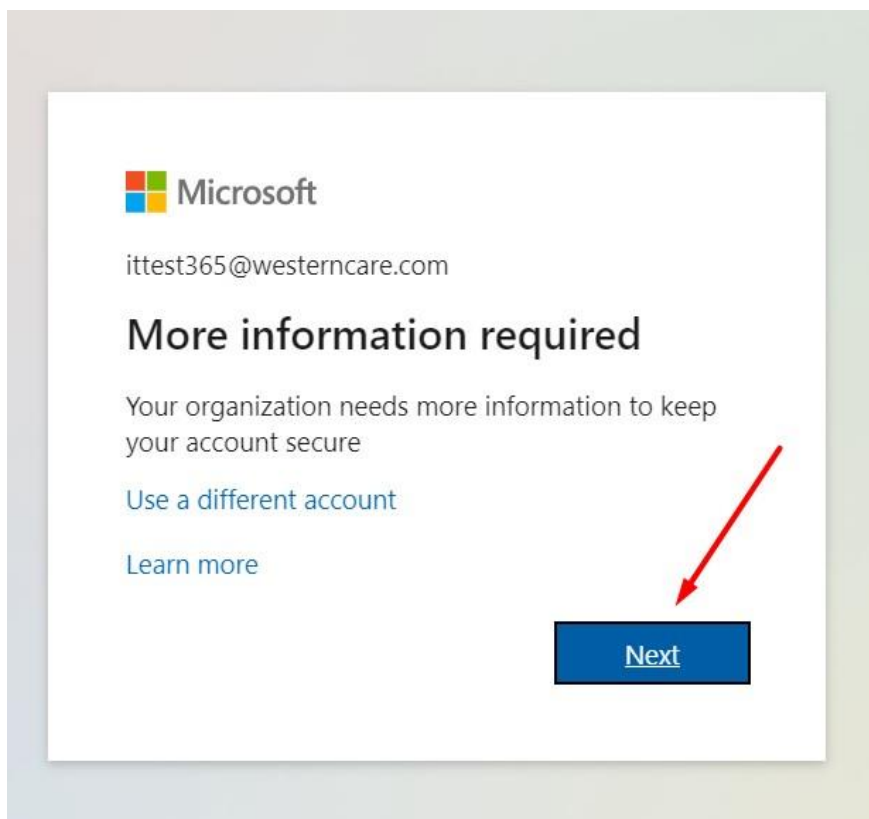 Microsoft
ittest365@westerncare.com
More information required
Your organization needs more information to keep
your account secure
Use a different account
Learn more
Next